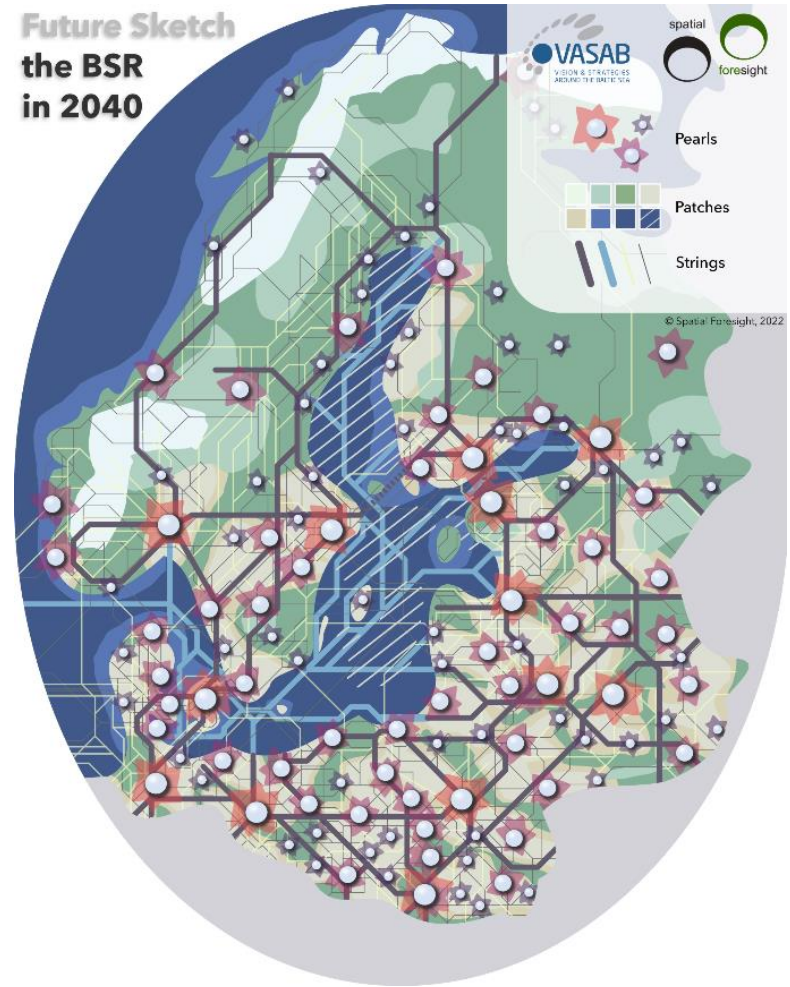 Future Sketch
the BSR
in 2040
VASAB
VISION & STRATEGIES
AROUND THE BALTIC SEA
spatial
foresight
Pearls
Patches
Strings
© Spatial Foresight, 2022